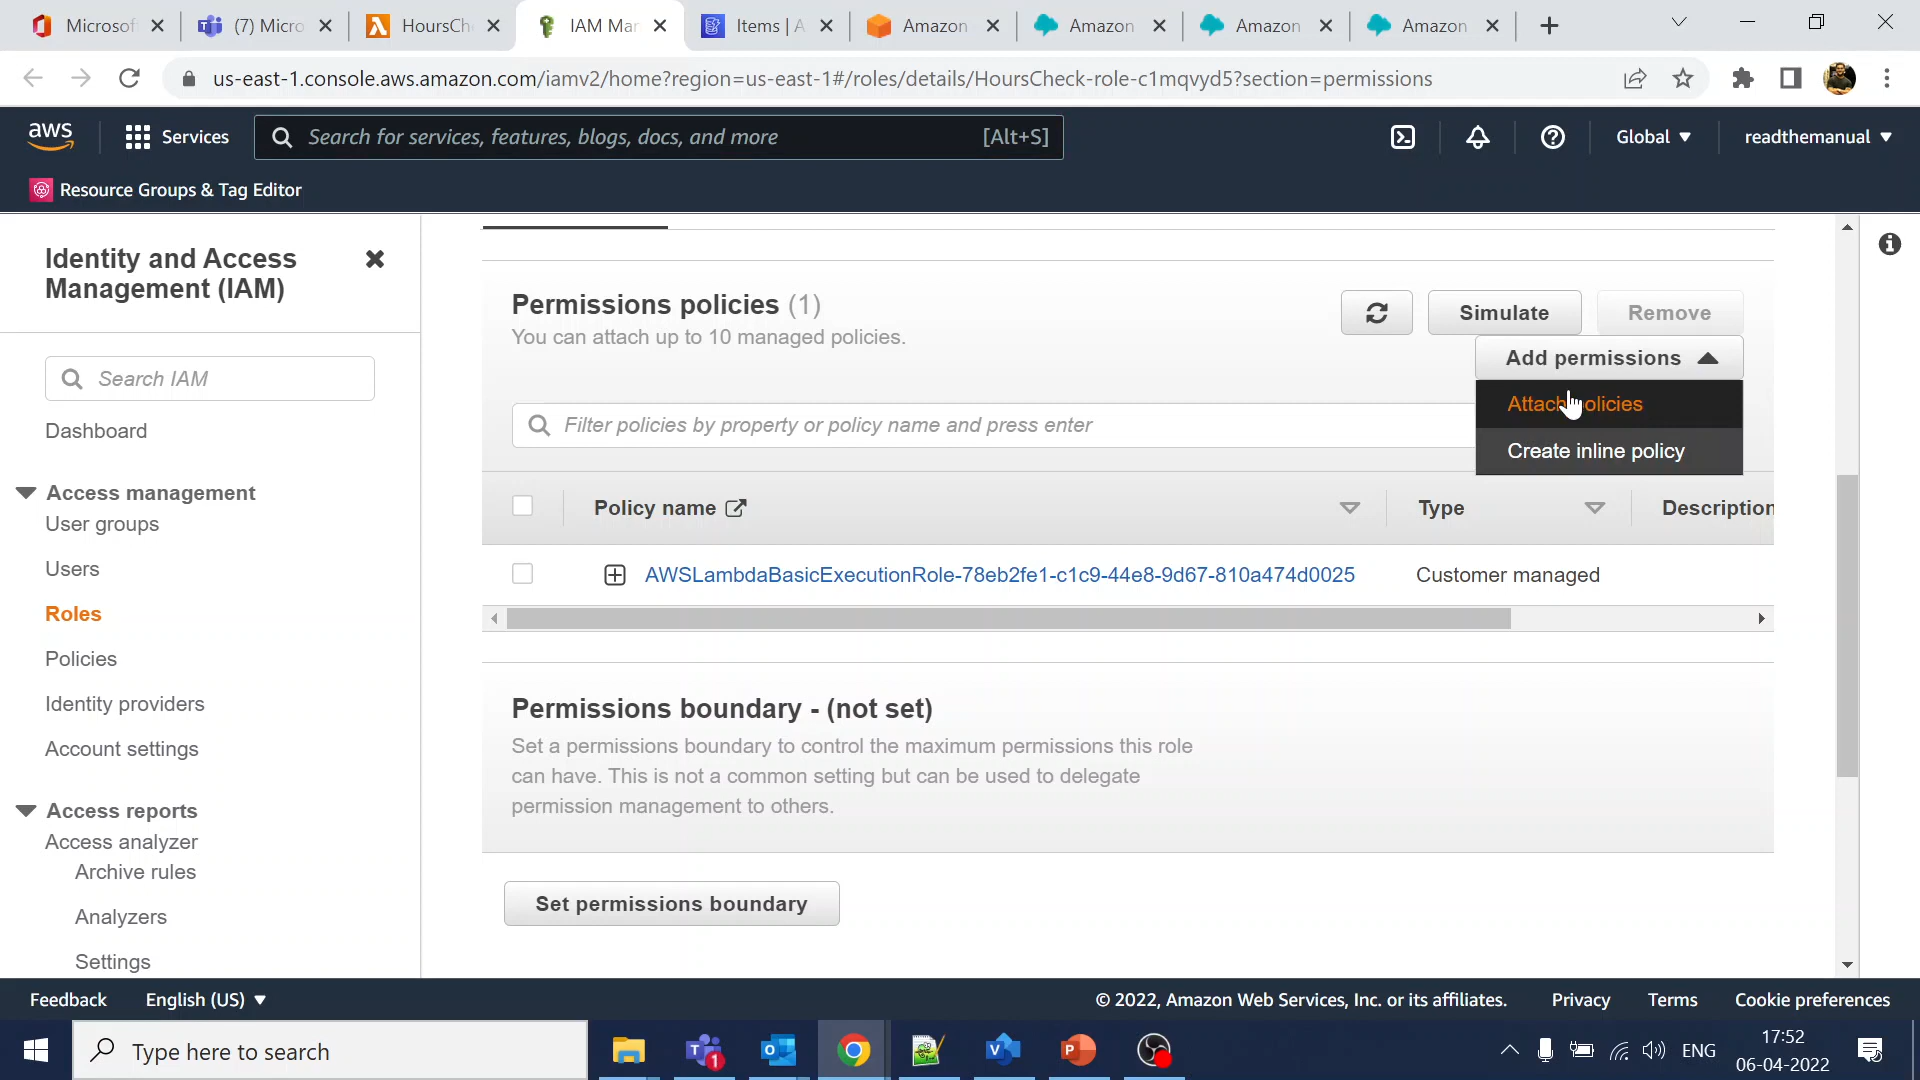 Microsof
(7) Micro
HoursCh
IAM Man
Items | A
Amazon
Amazon
Amazon
Amazon
us-east-1.console.aws.amazon.com/iamv2/home?region=us-east-1#/roles/details/HoursCheck-role-c1mqvyd5?section=permissions
aws
Services
Search for services, features, blogs, docs, and more
[Alt+S]
Global
readthemanual
Resource Groups & Tag Editor
Identity and Access
Management (IAM)
Search IAM
Dashboard
Access management
User groups
Users
Roles
Policies
Identity providers
Account settings
Access reports
Access analyzer
Archive rules
Analyzers
Settings
Permissions policies (1)
You can attach up to 10 managed policies.
Simulate
Remove
Add permissions
Attach policies
Create inline policy
Filter policies by property or policy name and press enter
Policy name
Type
Description
AWSLambdaBasicExecutionRole-78eb2fe1-c1c9-44e8-9d67-810a474d0025
Customer managed
Permissions boundary - (not set)
Set a permissions boundary to control the maximum permissions this role
can have. This is not a common setting but can be used to delegate
permission management to others.
Set permissions boundary
Feedback
English (US)
© 2022, Amazon Web Services, Inc. or its affiliates.
Privacy
Terms
Cookie preferences
Type here to search
ENG
17:52
06-04-2022